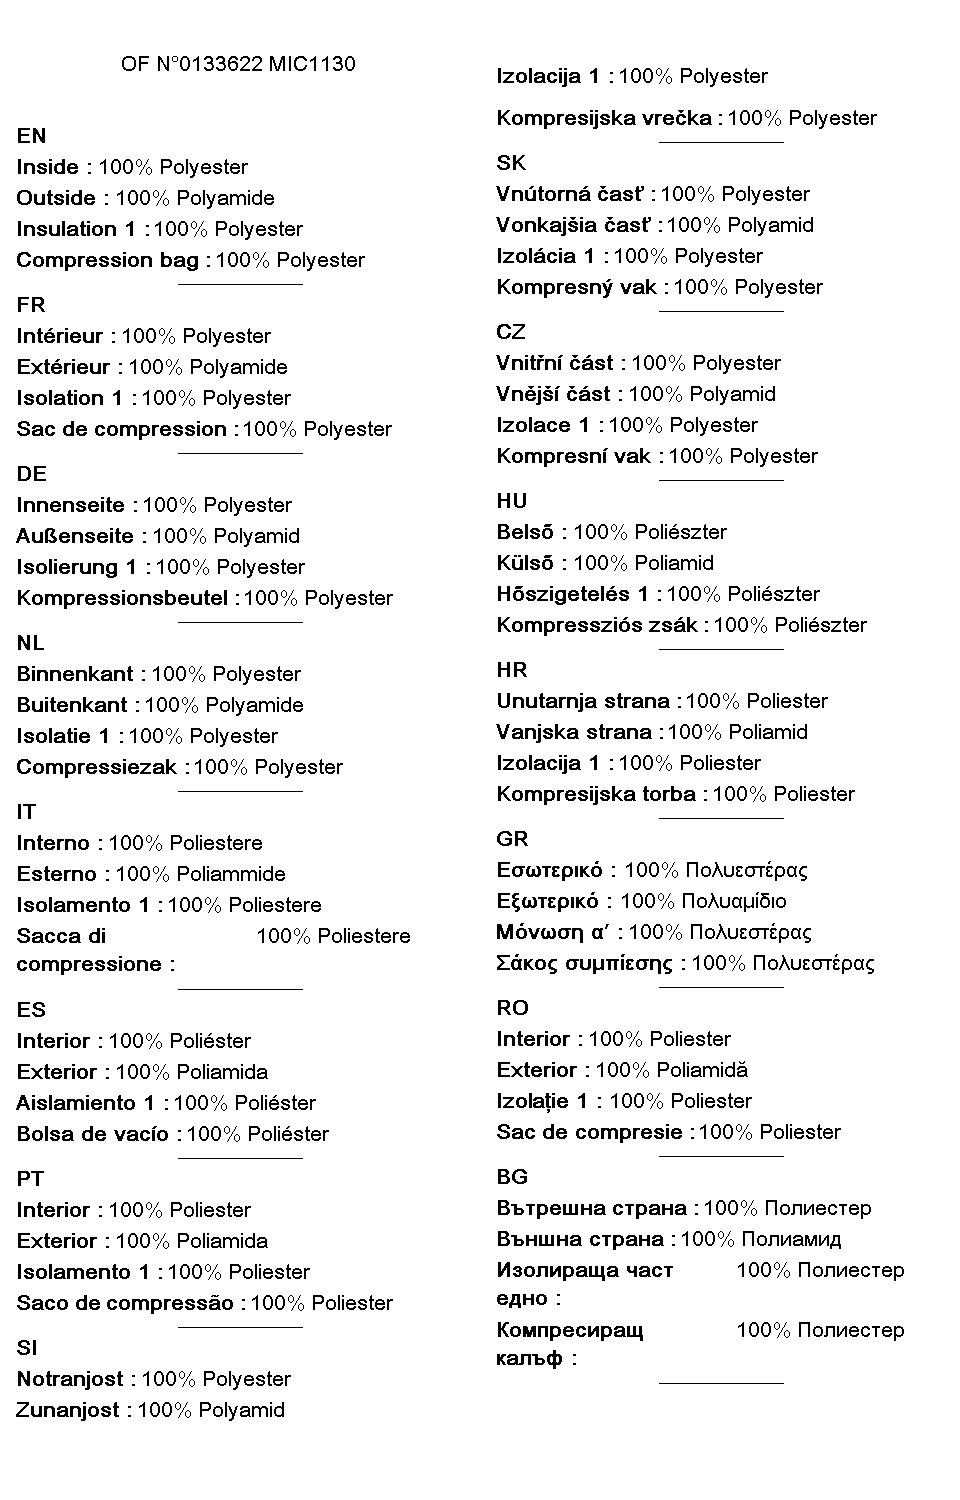 OF N°0133622 MIC1130
EN
Inside : 100% Polyester
Outside : 100% Polyamide
Insulation 1 : 100% Polyester
Compression bag : 100% Polyester
FR
Intérieur : 100% Polyester
Extérieur : 100% Polyamide
Isolation 1 : 100% Polyester
Sac de compression : 100% Polyester
DE
Innenseite : 100% Polyester
Außenseite : 100% Polyamid
Isolierung 1 : 100% Polyester
Kompressionsbeutel : 100% Polyester
NL
Binnenkant : 100% Polyester
Buitenkant : 100% Polyamide
Isolatie 1 : 100% Polyester
Compressiezak : 100% Polyester
IT
Interno : 100% Poliestere
Esterno : 100% Poliammide
Isolamento 1 : 100% Poliestere
Sacca di 100% Poliestere
compressione :
ES
Interior : 100% Poliéster
Exterior : 100% Poliamida
Aislamiento 1 : 100% Poliéster
Bolsa de vacío : 100% Poliéster
PT
Interior : 100% Poliester
Exterior : 100% Poliamida
Isolamento 1 : 100% Poliester
Saco de compressão : 100% Poliester
SI
Notranjost : 100% Polyester
Zunanjost : 100% Polyamid
Izolacija 1 : 100% Polyester
Kompresijska vrečka : 100% Polyester
SK
Vnútorná časť : 100% Polyester
Vonkajšia časť : 100% Polyamid
Izolácia 1 : 100% Polyester
Kompresný vak : 100% Polyester
CZ
Vnitřní část : 100% Polyester
Vnější část : 100% Polyamid
Izolace 1 : 100% Polyester
Kompresní vak : 100% Polyester
HU
Belső : 100% Poliészter
Külső : 100% Poliamid
Hőszigetelés 1 : 100% Poliészter
Kompressziós zsák : 100% Poliészter
HR
Unutarnja strana : 100% Poliester
Vanjska strana : 100% Poliamid
Izolacija 1 : 100% Poliester
Kompresijska torba : 100% Poliester
GR
Εσωτερικό : 100% Πολυεστέρας
Εξωτερικό : 100% Πολυαμίδιο
Μόνωση α΄ : 100% Πολυεστέρας
Σάκος συμπίεσης : 100% Πολυεστέρας
RO
Interior : 100% Poliester
Exterior : 100% Poliamidă
Izolaţie 1 : 100% Poliester
Sac de compresie : 100% Poliester
BG
Вътрешна страна : 100% Полиестер
Външна страна : 100% Полиамид
Изолираща част 100% Полиестер
едно :
Компресиращ 100% Полиестер
калъф :